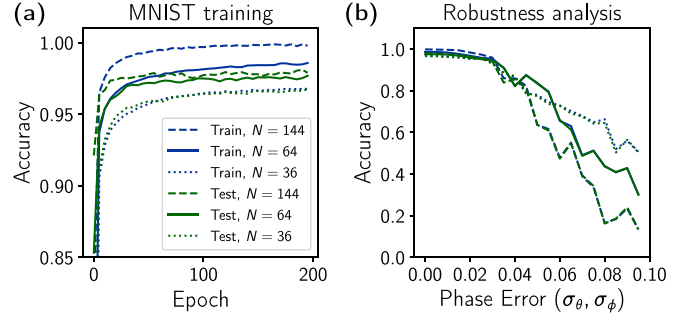 (a) MNIST training
1.00
0.95
0.90
0.85
Accuracy
0 100 200
Epoch
Train, N = 144
Train, N = 64
Train, N = 36
Test, N = 144
Test, N = 64
Test, N = 36
(b) Robustness analysis
1.0
0.8
0.6
0.4
0.2
0.0
Accuracy
0.00 0.02 0.04 0.06 0.08 0.10
Phase Error (σθ, σϕ)